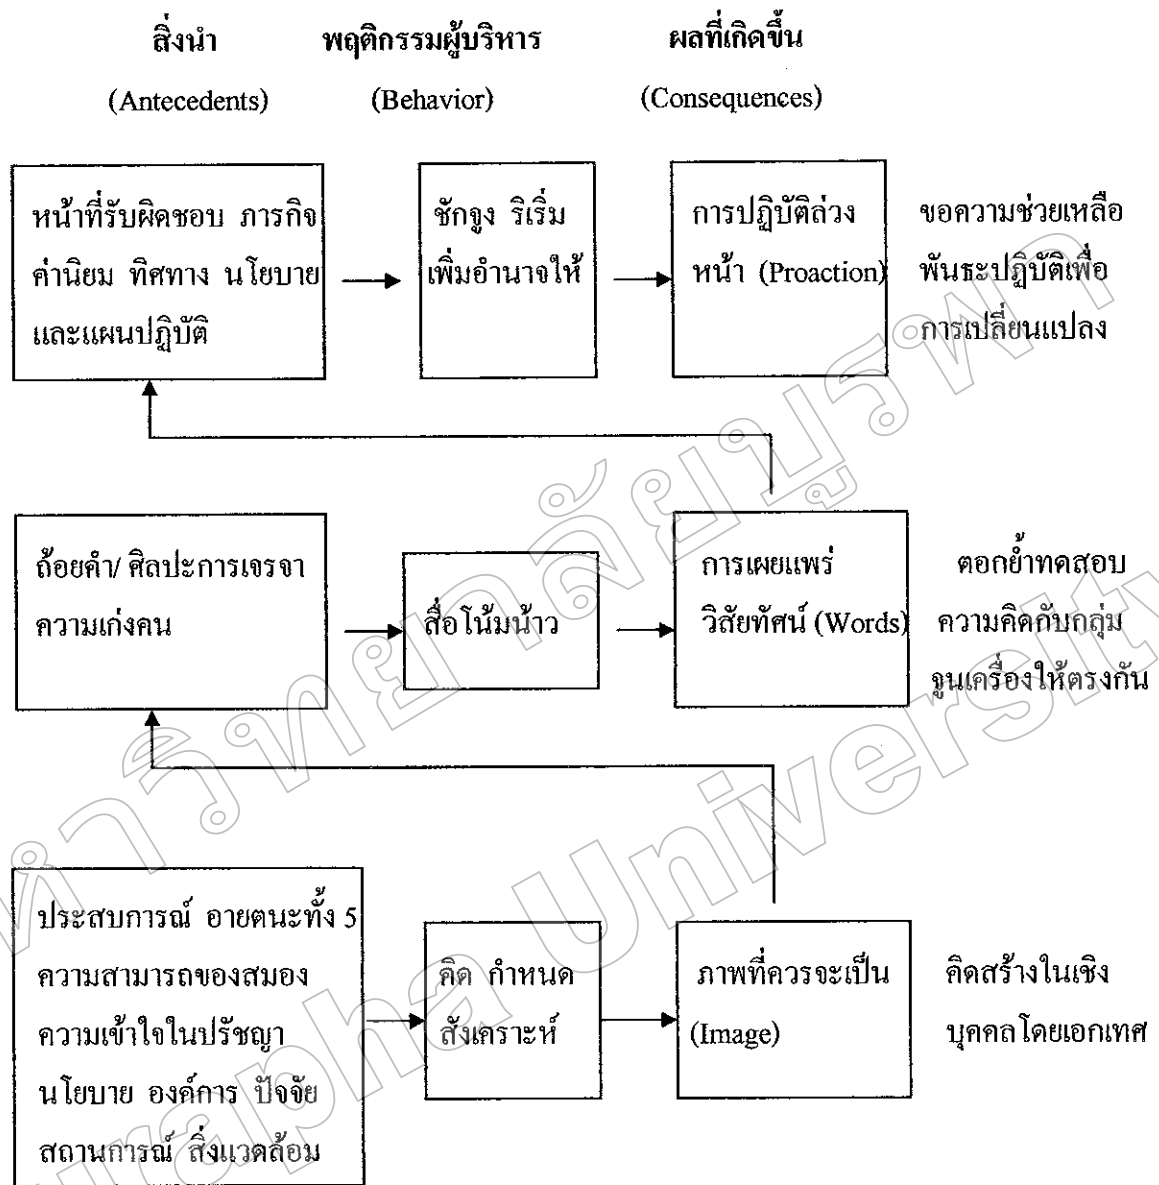 สิ่งนำ พฤติกรรมผู้บริหาร ผลที่เกิดขึ้น
(Antecedents) (Behavior) (Consequences)
หน้าที่รับผิดชอบ ภารกิจ
ค่านิยม ทิศทาง นโยบาย
และแผนปฏิบัติ
ชักจูง ริเริ่ม
เพิ่มอำนาจให้
การปฏิบัติล่วง
หน้า (Proaction)
ขอความช่วยเหลือ
พันธะปฏิบัติเพื่อ
การเปลี่ยนแปลง
ถ้อยคำ/ ศิลปะการเจรจา
ความเก่งคน
สื่อโน้มน้าว
การเผยแพร่
วิสัยทัศน์ (Words)
ตอกย้ำทดสอบ
ความคิดกับกลุ่ม
จูนเครื่องให้ตรงกัน
ประสบการณ์ อายตนะทั้ง 5
ความสามารถของสมอง
ความเข้าใจในปรัชญา
นโยบาย องค์การ ปัจจัย
สถานการณ์ สิ่งแวดล้อม
คิด กำหนด
สังเคราะห์
ภาพที่ควรจะเป็น
(Image)
คิดสร้างในเชิง
บุคคลโดยเอกเทศ
มหาวิทยาลัยบูรพา
Burapha University